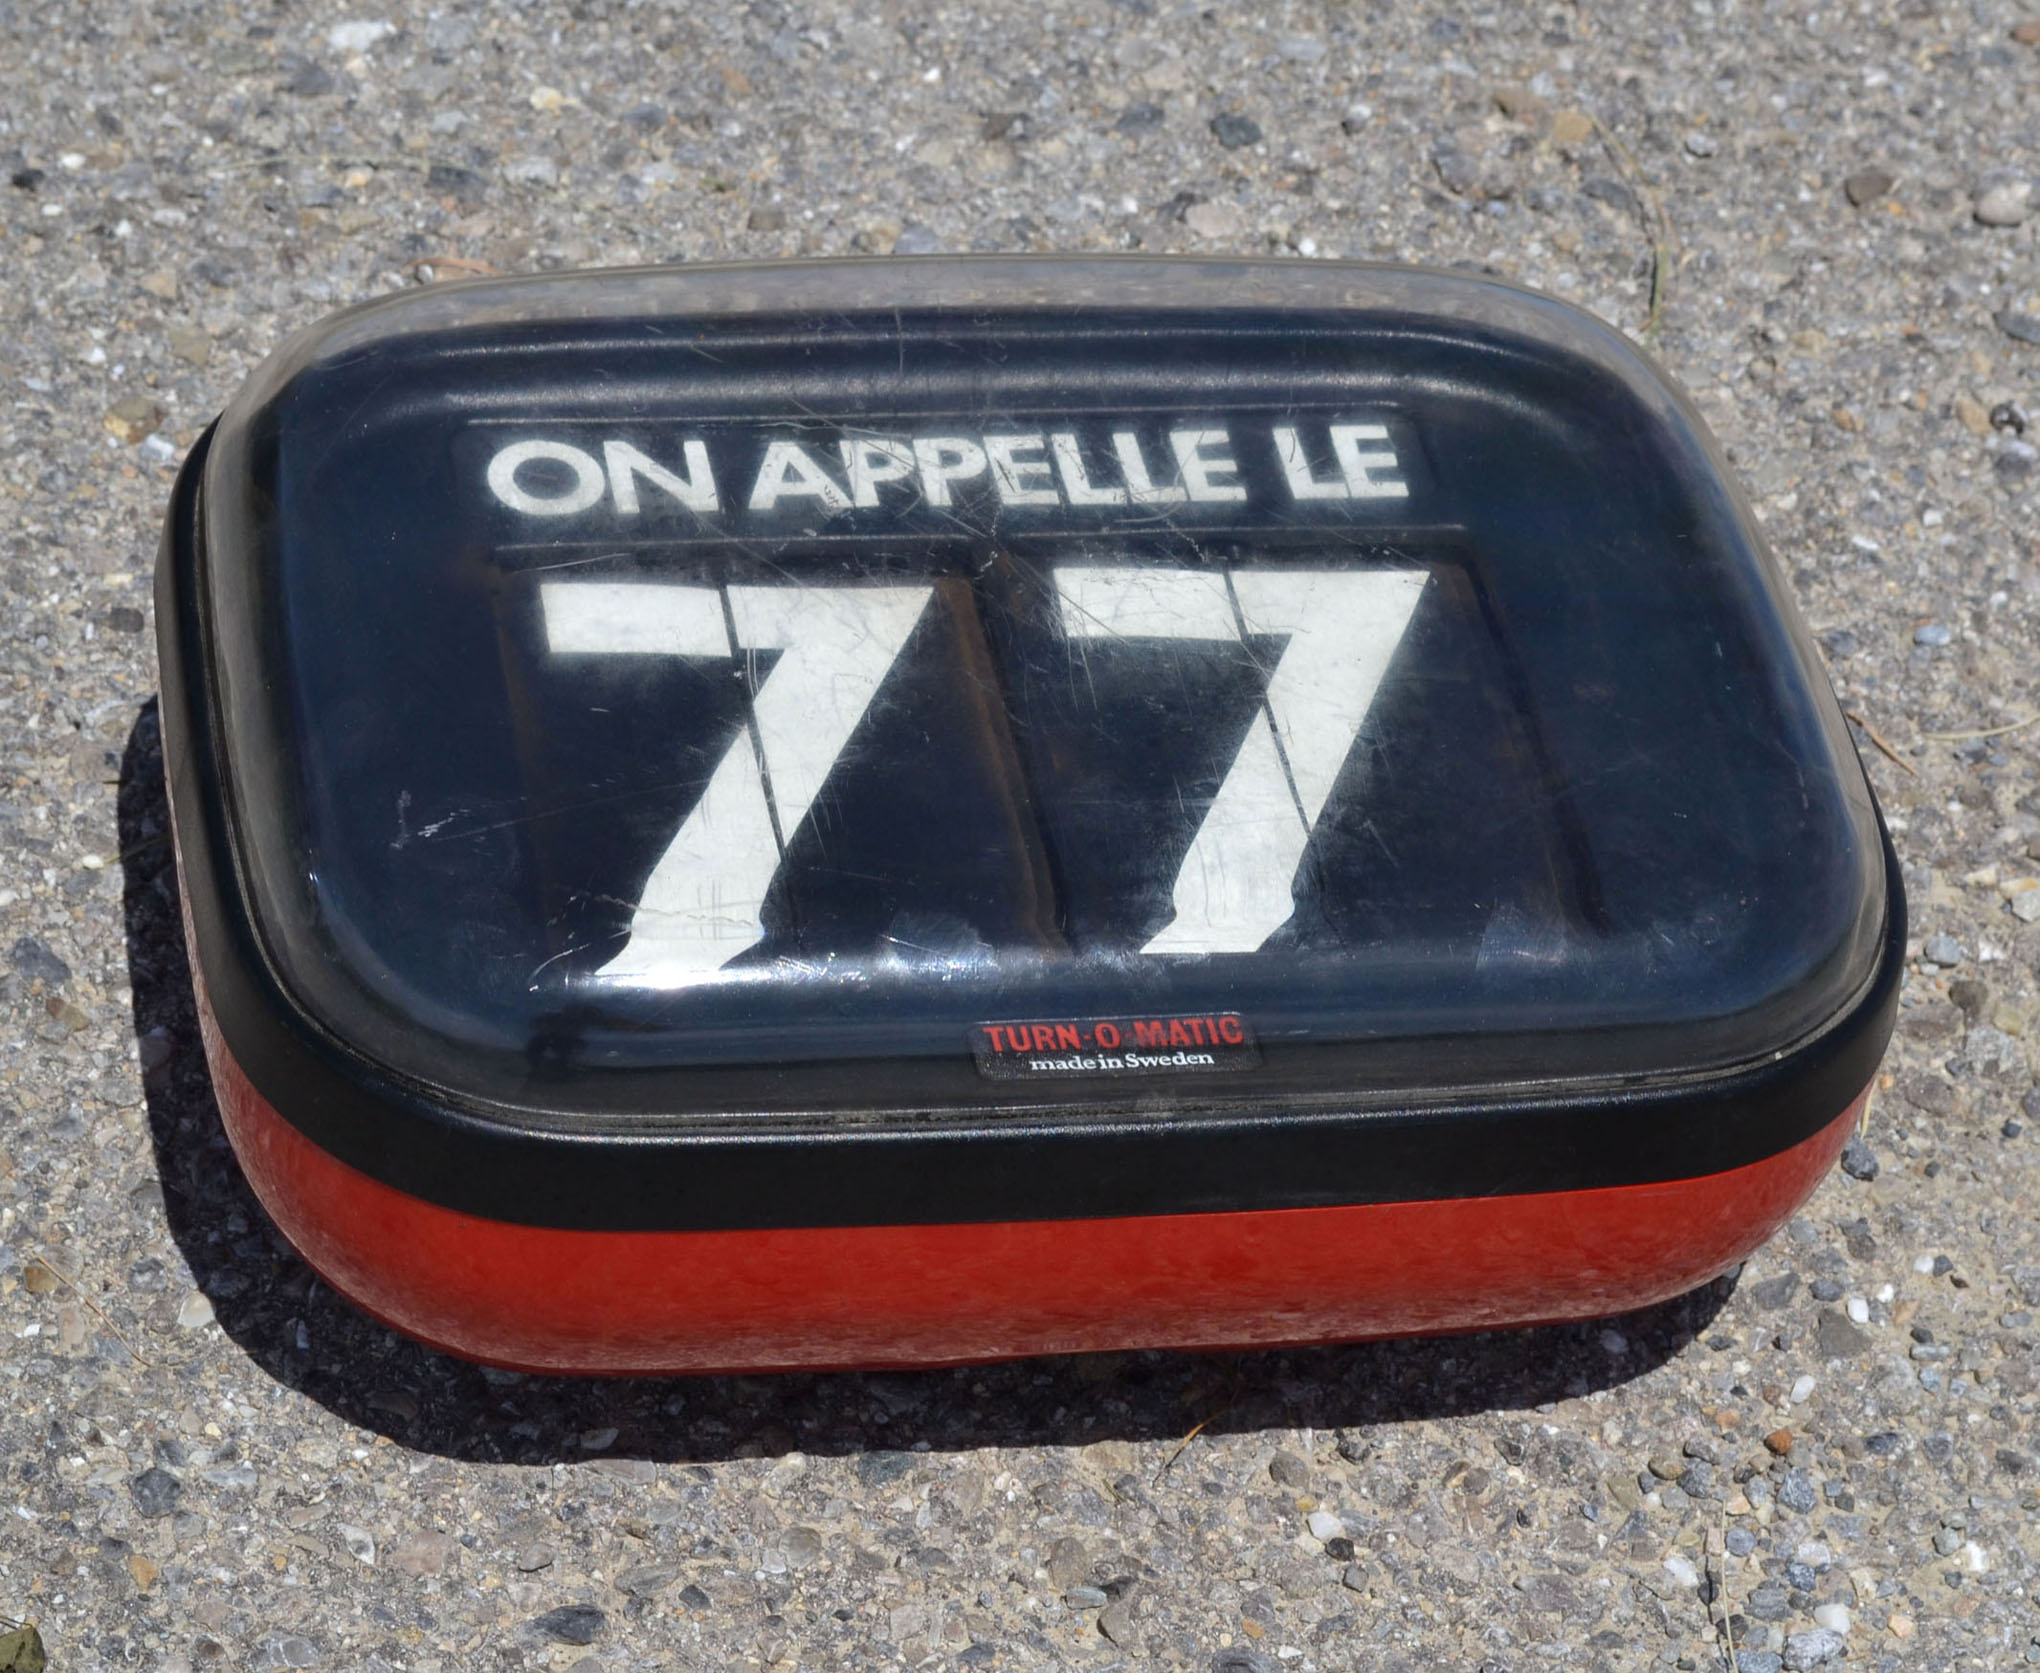 ON APPELLE LE
77
TURN-O-MATIC
made in Sweden